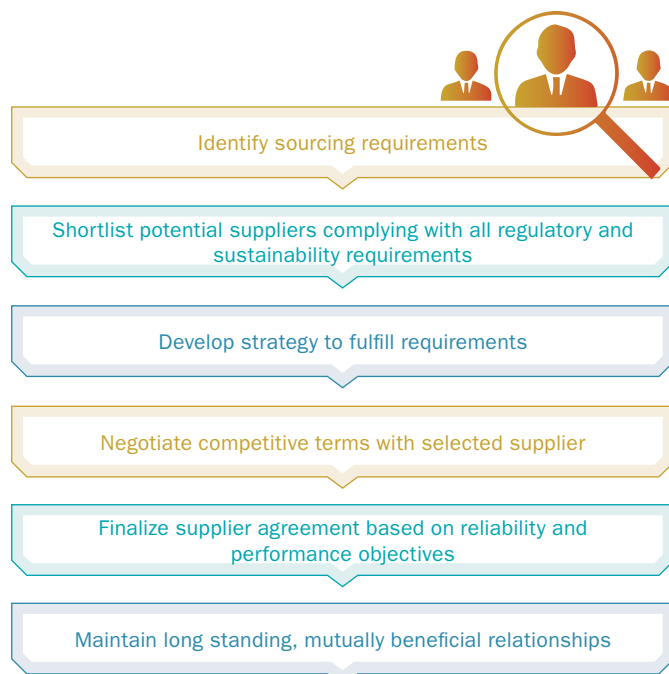 Identify sourcing requirements
Shortlist potential suppliers complying with all regulatory and
sustainability requirements
Develop strategy to fulfill requirements
Negotiate competitive terms with selected supplier
Finalize supplier agreement based on reliability and
performance objectives
Maintain long standing, mutually beneficial relationships